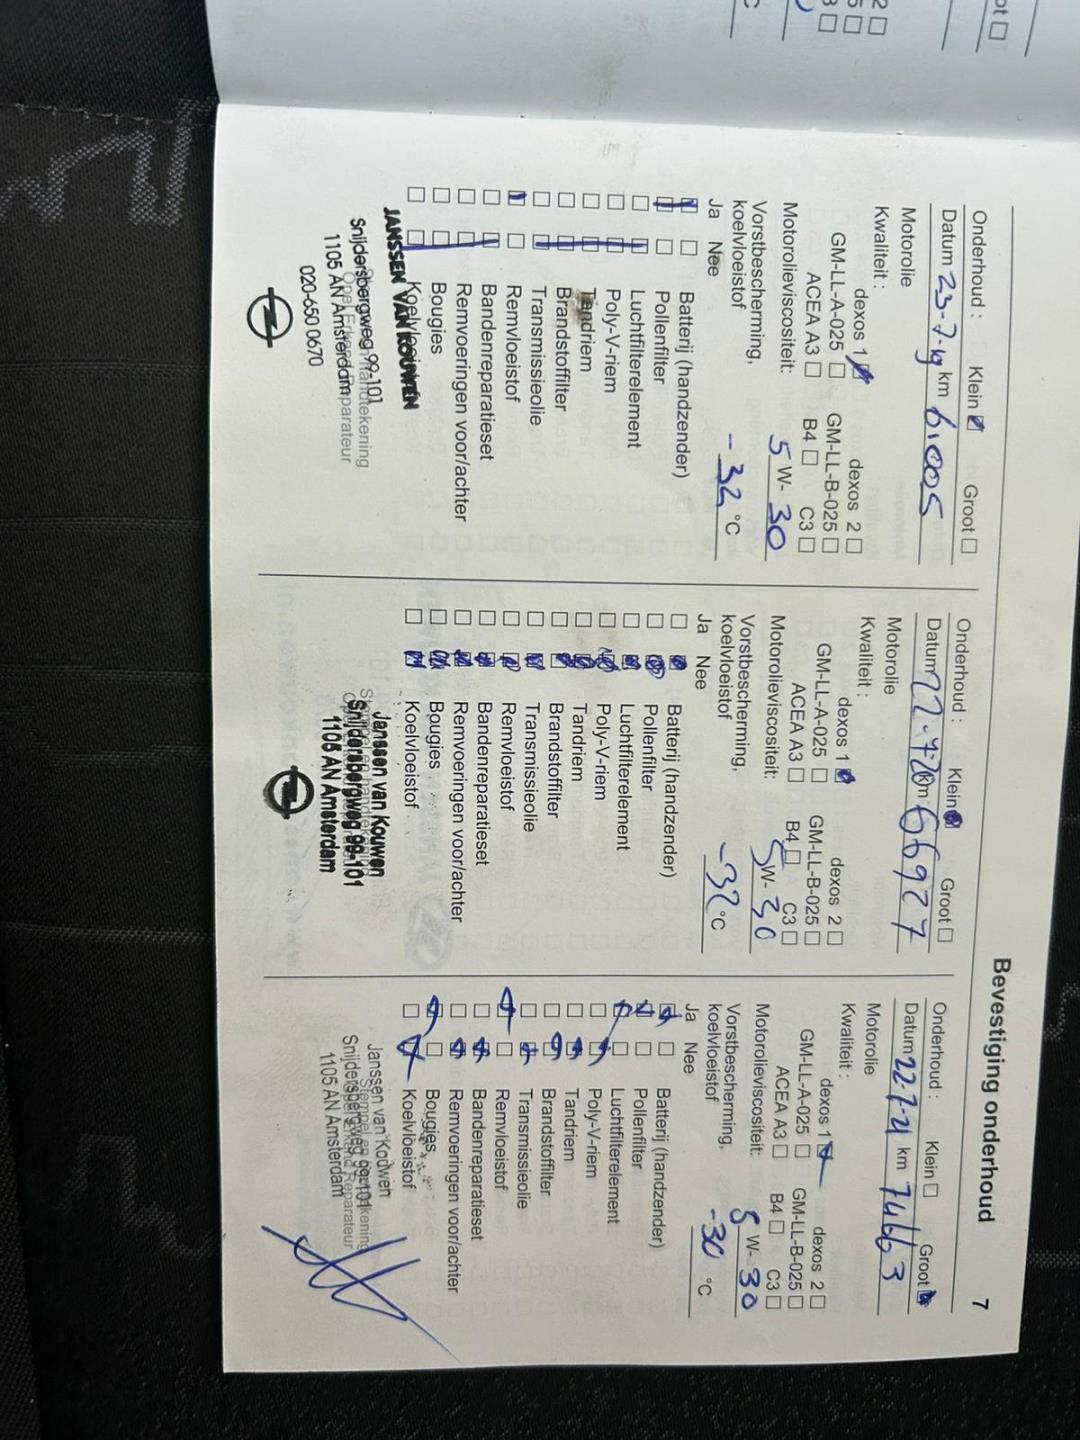 Bevestiging onderhoud 7
Onderhoud : Klein Groot
Datum 23-7-19 km 61005
Motorolie
Kwaliteit :
dexos 1 dexos 2
GM-LL-A-025 GM-LL-B-025
ACEA A3 B4 C3
Motorolieviscositeit: 5 W- 30
Vorstbescherming,
koelvloeistof -32 °C
Ja Nee
Batterij (handzender)
Pollenfilter
Luchtfilterelement
Poly-V-riem
Tandriem
Brandstoffilter
Transmissieolie
Remvloeistof
Bandenreparatieset
Remvoeringen voor/achter
Bougies
Koelvloeistof
JANSSEN VAN KOUWEN
Snijdersbergweg 99-101
1105 AN Amsterdam
020-650 0670
Onderhoud : Klein Groot
Datum 22-7-20 km 66927
Motorolie
Kwaliteit :
dexos 1 dexos 2
GM-LL-A-025 GM-LL-B-025
ACEA A3 B4 C3
Motorolieviscositeit: 5 W- 30
Vorstbescherming,
koelvloeistof -32 °C
Ja Nee
Batterij (handzender)
Pollenfilter
Luchtfilterelement
Poly-V-riem
Tandriem
Brandstoffilter
Transmissieolie
Remvloeistof
Bandenreparatieset
Remvoeringen voor/achter
Bougies
Koelvloeistof
Janssen van Kouwen
Snijdersbergweg 99-101
1105 AN Amsterdam
Onderhoud : Klein Groot
Datum 22-7-21 km 74663
Motorolie
Kwaliteit :
dexos 1 dexos 2
GM-LL-A-025 GM-LL-B-025
ACEA A3 B4 C3
Motorolieviscositeit: 5 W- 30
Vorstbescherming,
koelvloeistof -30 °C
Ja Nee
Batterij (handzender)
Pollenfilter
Luchtfilterelement
Poly-V-riem
Tandriem
Brandstoffilter
Transmissieolie
Remvloeistof
Bandenreparatieset
Remvoeringen voor/achter
Bougies
Koelvloeistof
Janssen van Kouwen
Snijdersbergweg 99-101
1105 AN Amsterdam